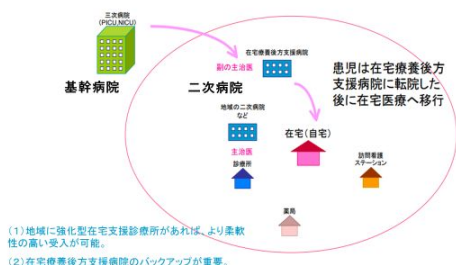 三次病院
(PICU,NICU)
基幹病院
在宅療養後方支援病院
副の主治医
二次病院
患児は在宅療養後方
支援病院に転院した
後に在宅医療へ移行
地域の二次病院
など
在宅(自宅)
主治医
診療所
訪問看護
ステーション
薬局
(1)地域に強化型在宅支援診療所があれば、より柔軟
性の高い受入が可能。
(2)在宅療養後方支援病院のバックアップが重要。